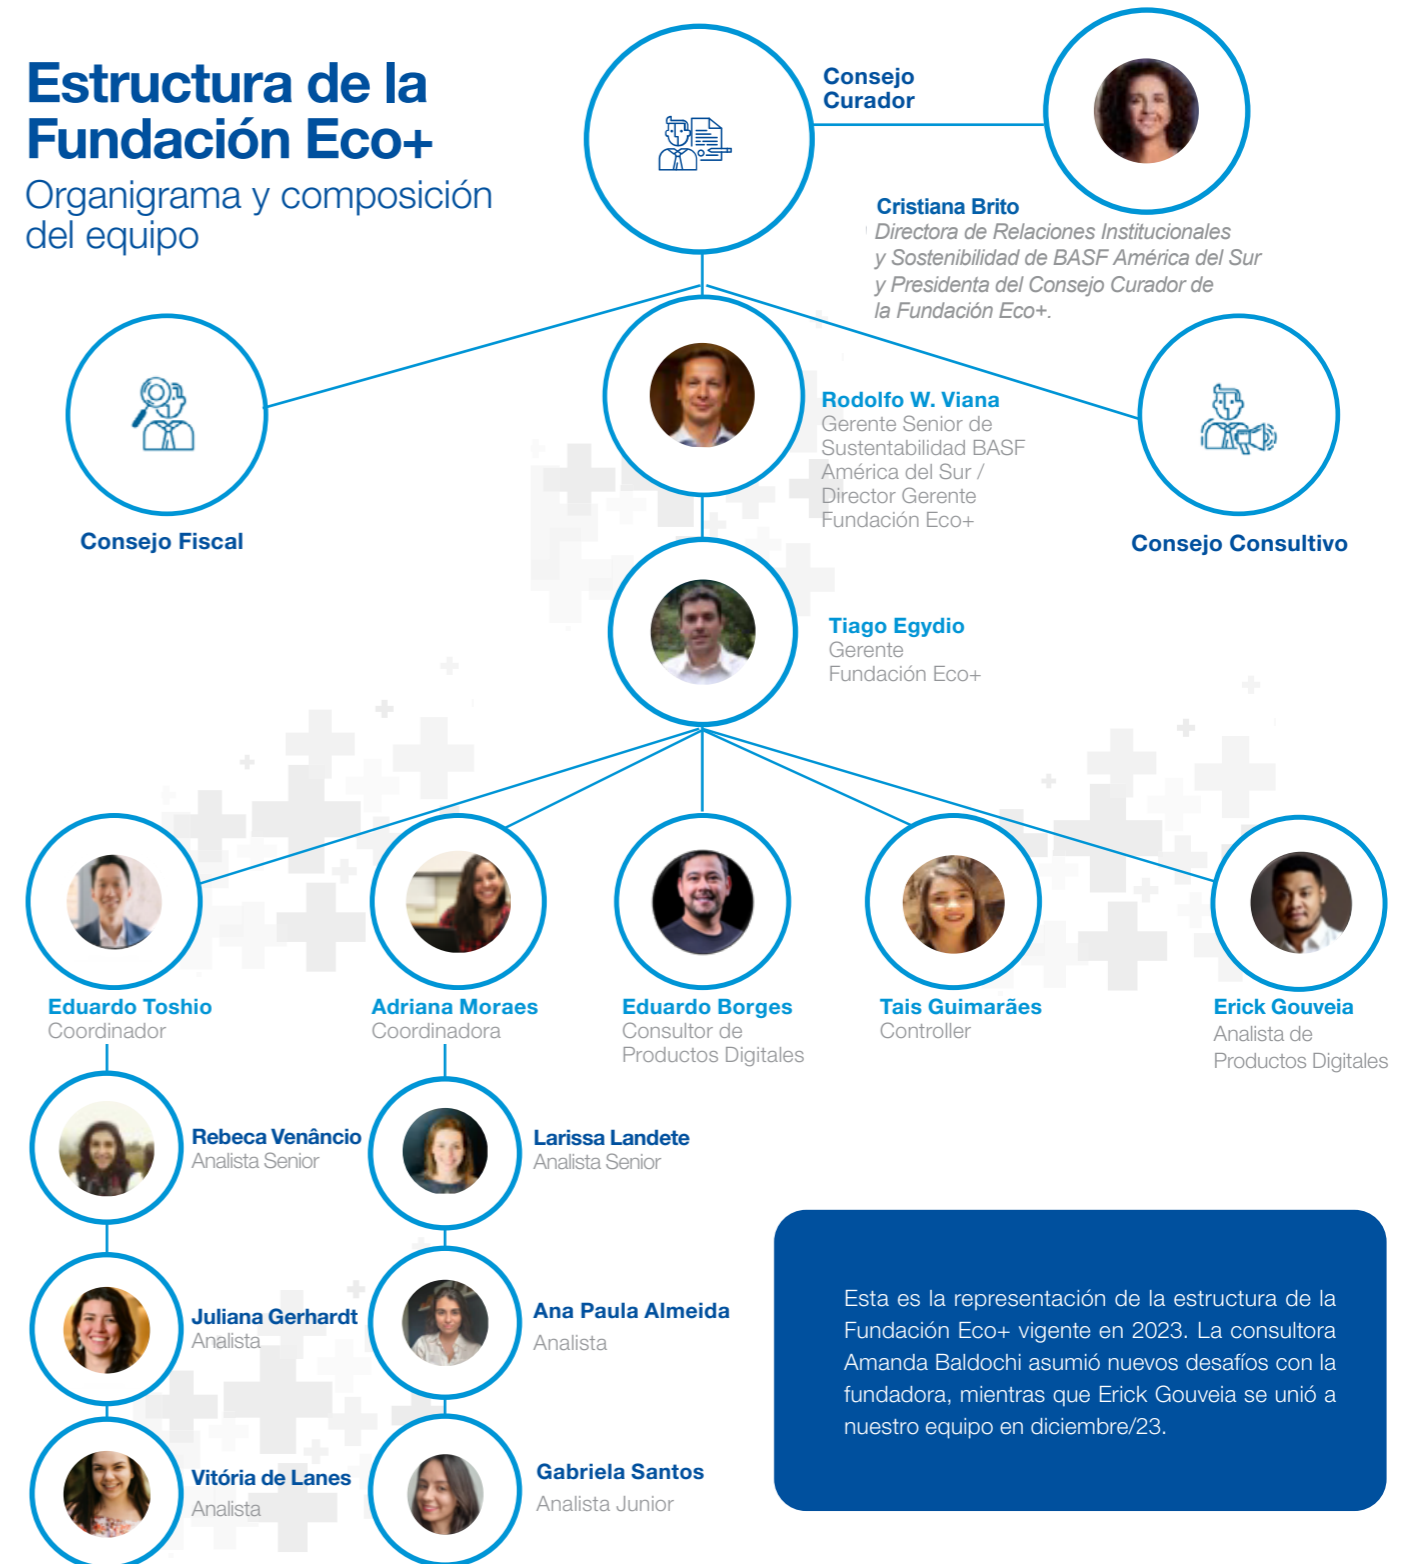 Estructura de la
Fundación Eco+
Organigrama y composición
del equipo
Consejo
Curador
Cristiana Brito
Directora de Relaciones Institucionales
y Sostenibilidad de BASF América del Sur
y Presidenta del Consejo Curador de
la Fundación Eco+.
Rodolfo W. Viana
Gerente Senior de
Sustentabilidad BASF
América del Sur /
Director Gerente
Fundación Eco+
Consejo Fiscal
Consejo Consultivo
Tiago Egydio
Gerente
Fundación Eco+
Eduardo Toshio
Coordinador
Adriana Moraes
Coordinadora
Eduardo Borges
Consultor de
Productos Digitales
Tais Guimarães
Controller
Erick Gouveia
Analista de
Productos Digitales
Rebeca Venâncio
Analista Senior
Larissa Landete
Analista Senior
Juliana Gerhardt
Analista
Ana Paula Almeida
Analista
Vitória de Lanes
Analista
Gabriela Santos
Analista Junior
Esta es la representación de la estructura de la
Fundación Eco+ vigente en 2023. La consultora
Amanda Baldochi asumió nuevos desafíos con la
fundadora, mientras que Erick Gouveia se unió a
nuestro equipo en diciembre/23.